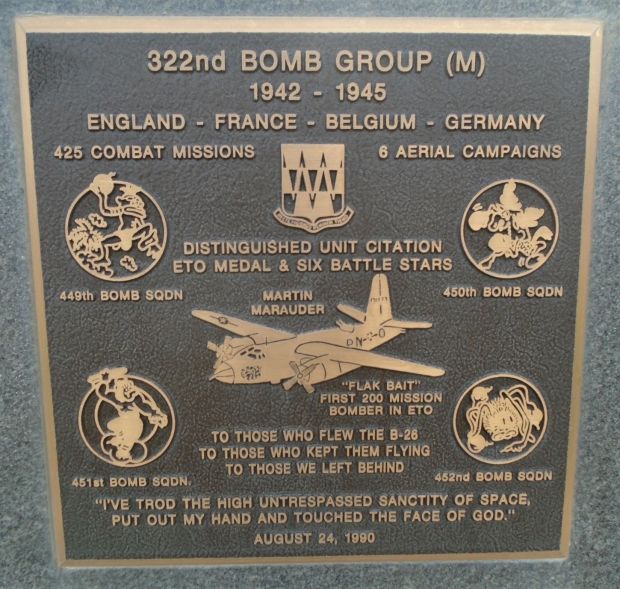 322nd BOMB GROUP (M)
1942 - 1945
ENGLAND - FRANCE - BELGIUM - GERMANY
425 COMBAT MISSIONS
6 AERIAL CAMPAIGNS
DISTINGUISHED UNIT CITATION
ETO MEDAL & SIX BATTLE STARS
449th BOMB SQDN
450th BOMB SQDN
MARTIN
MARAUDER
"FLAK BAIT"
FIRST 200 MISSION
BOMBER IN ETO
TO THOSE WHO FLEW THE B-26
TO THOSE WHO KEPT THEM FLYING
TO THOSE WE LEFT BEHIND
451st BOMB SQDN.
452nd BOMB SQDN
"I'VE TROD THE HIGH UNTRESPASSED SANCTITY OF SPACE,
PUT OUT MY HAND AND TOUCHED THE FACE OF GOD."
AUGUST 24, 1990